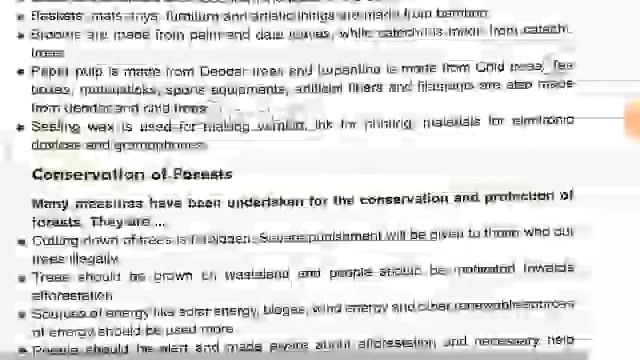 Baskets, mats, toys, furniture and artistic things are made from bamboo.
Brooms are made from palm and date leaves, while catechu is made from catechu
trees.
Paper pulp is made from Deodar trees and turpentine is made from Chid trees. Tea
boxes, matchsticks, sports equipments, artificial fibers and filaments are also made
from deodar and chid trees.
Sealing wax is used for making varnish, ink for printing, materials for electronic
devices and gramophones.
Conservation of Forests
Many measures have been undertaken for the conservation and protection of
forests. They are ...
Cutting down of trees is forbidden. Severe punishment will be given to them who cut
trees illegally.
Trees should be grown on wasteland and people should be motivated towards
afforestation.
Sources of energy like solar energy, biogas, wind energy and other renewable sources
of energy should be used more.
People should be alert and made aware about afforestation and necessary help